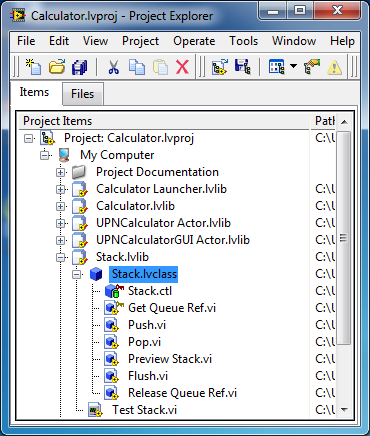 Calculator.lvproj - Project Explorer
File Edit View Project Operate Tools Window Help
Items Files
Project Items Path
Project: Calculator.lvproj C:\U
My Computer
Project Documentation
Calculator Launcher.lvlib C:\U
Calculator.lvlib C:\U
UPNCalculator Actor.lvlib C:\U
UPNCalculatorGUI Actor.lvlib C:\U
Stack.lvlib C:\U
Stack.lvclass C:\U
Stack.ctl C:\U
Get Queue Ref.vi C:\U
Push.vi C:\U
Pop.vi C:\U
Preview Stack.vi C:\U
Flush.vi C:\U
Release Queue Ref.vi C:\U
Test Stack.vi C:\U